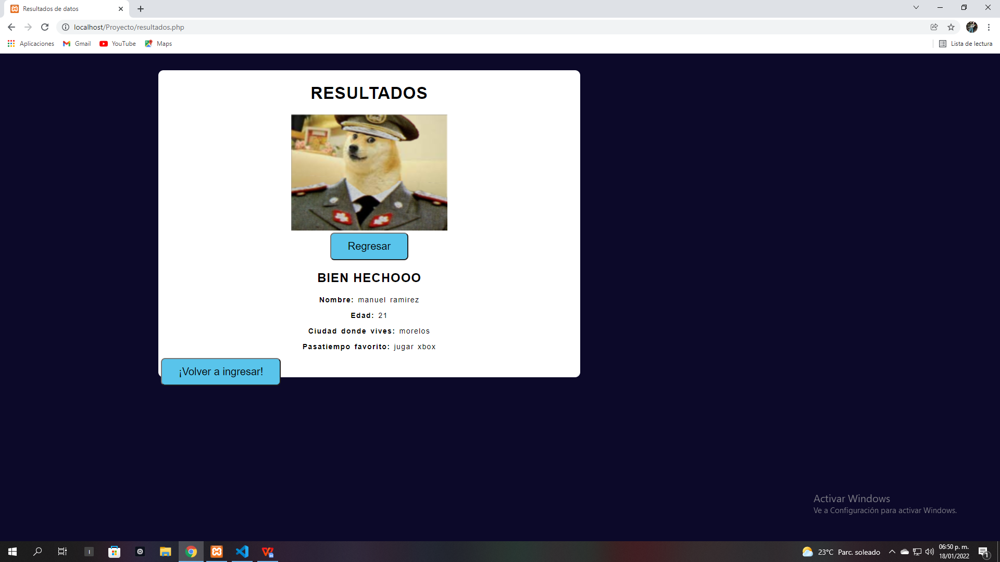 Resultados de datos
localhost/Proyecto/resultados.php
Aplicaciones Gmail YouTube Maps Lista de lectura
RESULTADOS
Regresar
BIEN HECHOOO
Nombre: manuel ramirez
Edad: 21
Ciudad donde vives: morelos
Pasatiempo favorito: jugar xbox
¡Volver a ingresar!
Activar Windows
Ve a Configuración para activar Windows.
23°C Parc. soleado
06:50 p. m.
18/01/2022
1